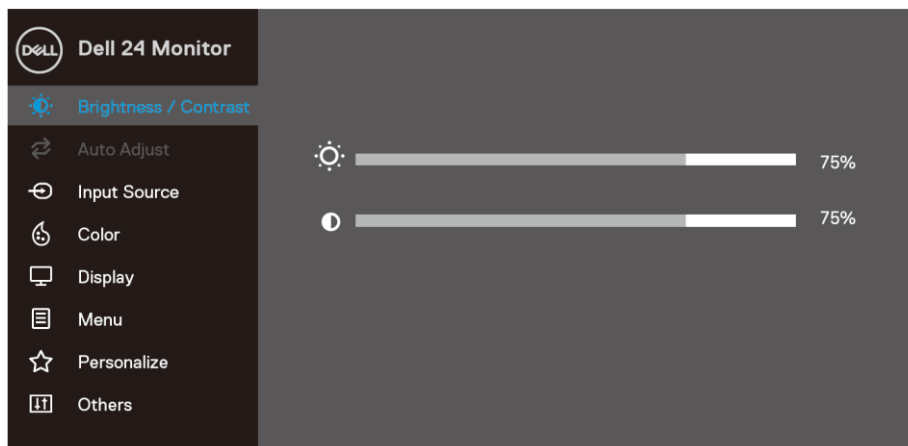 DELL
Dell 24 Monitor
Brightness / Contrast
Auto Adjust
Input Source
Color
Display
Menu
Personalize
Others
75%
75%